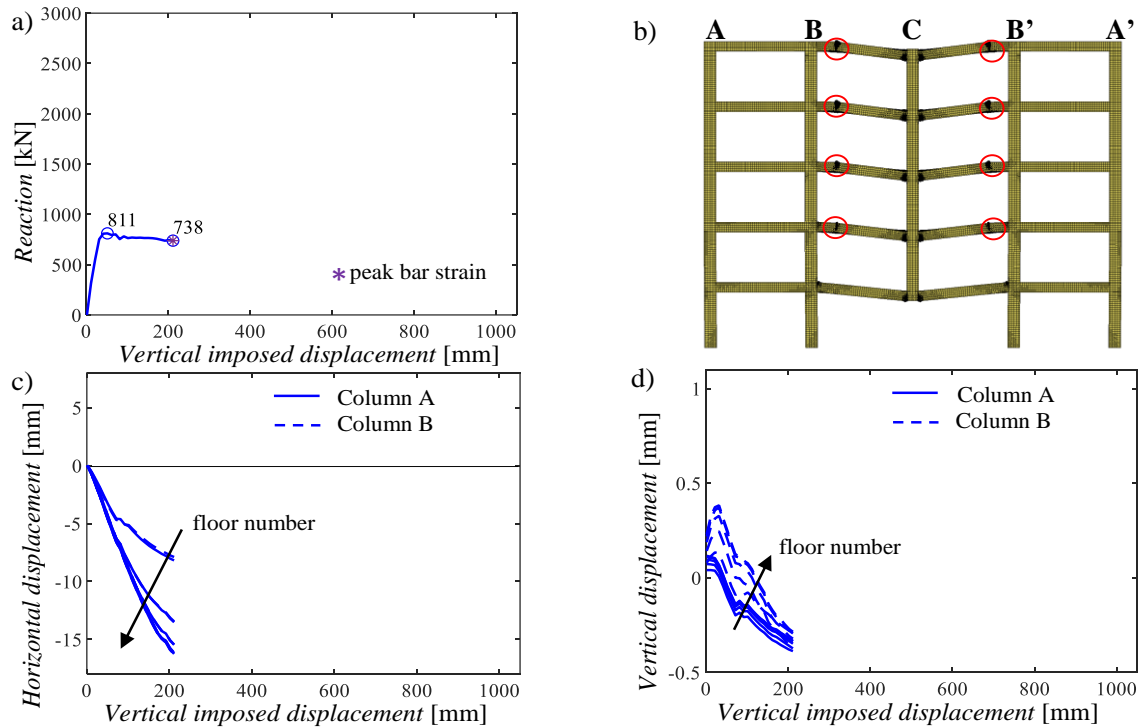 a)
3000
2500
2000
1500
1000
500
0
Reaction [kN]
811
738
* peak bar strain
0 200 400 600 800 1000
Vertical imposed displacement [mm]
b)
A B C B’ A’
c)
5
0
-5
-10
-15
Horizontal displacement [mm]
Column A
Column B
floor number
0 200 400 600 800 1000
Vertical imposed displacement [mm]
d)
1
0.5
0
-0.5
Vertical displacement [mm]
Column A
Column B
floor number
0 200 400 600 800 1000
Vertical imposed displacement [mm]